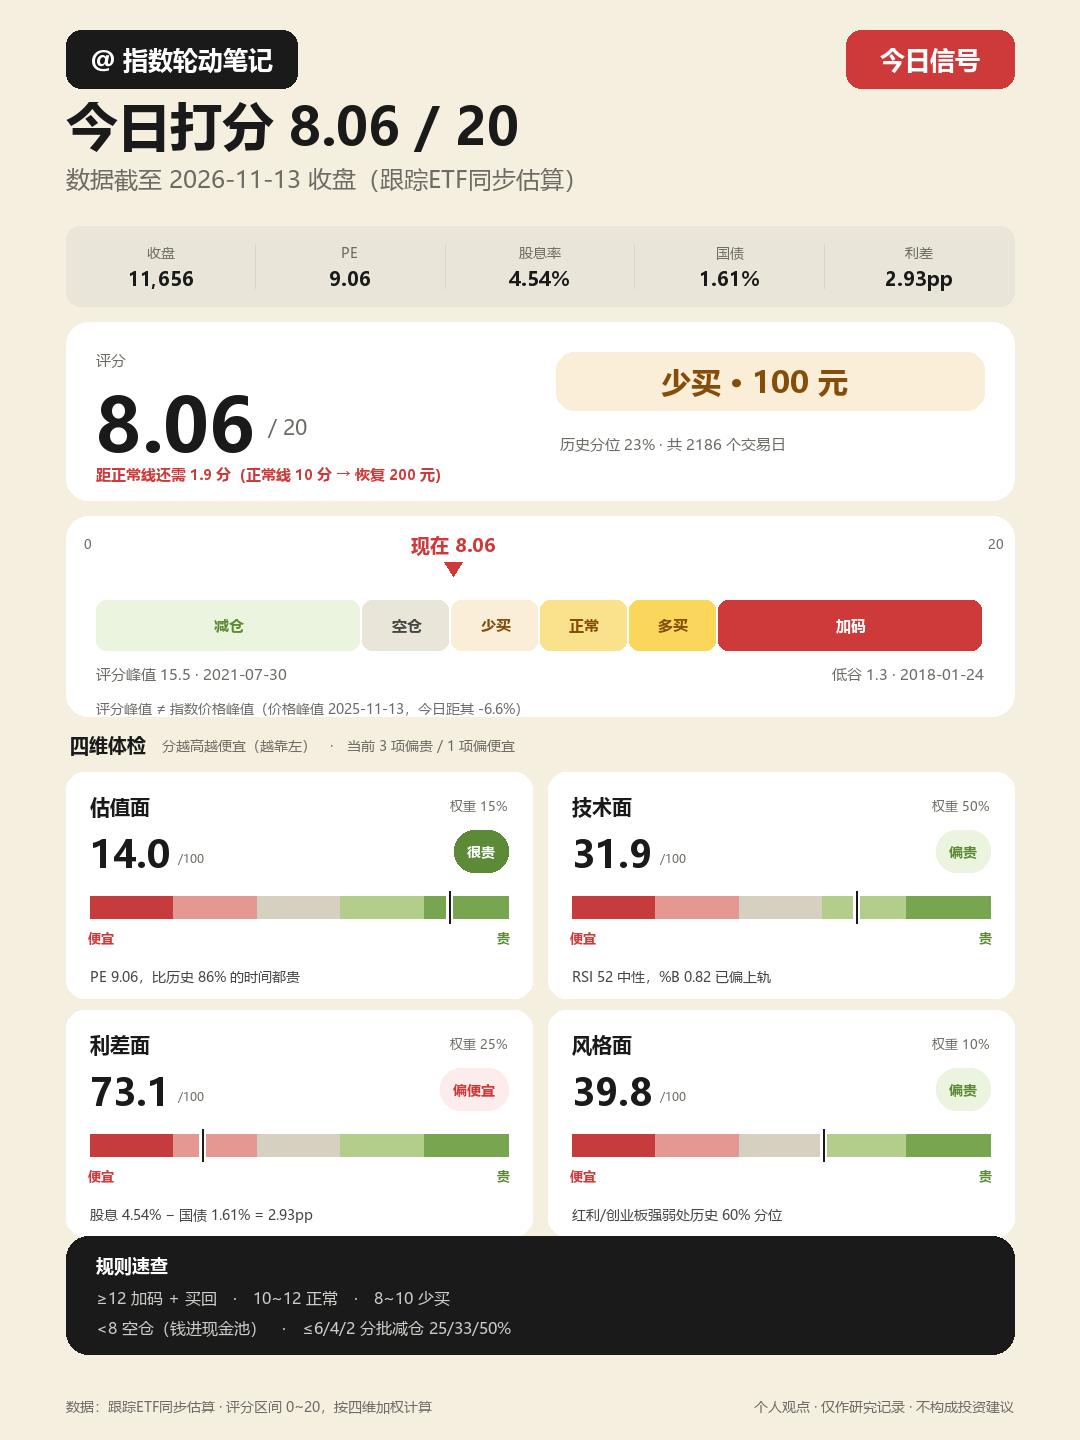 @ 指数轮动笔记
今日信号
今日打分 8.06 / 20
数据截至 2026-11-13 收盘（跟踪ETF同步估算）
收盘 PE 股息率 国债 利差
11,656 9.06 4.54% 1.61% 2.93pp
评分
少买 • 100 元
8.06 / 20
历史分位 23% · 共 2186 个交易日
距正常线还需 1.9 分（正常线 10 分 → 恢复 200 元）
0 现在 8.06 20
减仓 空仓 少买 正常 多买 加码
评分峰值 15.5 · 2021-07-30 低谷 1.3 · 2018-01-24
评分峰值 ≠ 指数价格峰值（价格峰值 2025-11-13，今日距其 -6.6%）
四维体检 分越高越便宜（越靠左） · 当前 3 项偏贵 / 1 项偏便宜
估值面 权重 15%
14.0 /100 很贵
便宜 贵
PE 9.06，比历史 86% 的时间都贵
技术面 权重 50%
31.9 /100 偏贵
便宜 贵
RSI 52 中性，%B 0.82 已偏上轨
利差面 权重 25%
73.1 /100 偏便宜
便宜 贵
股息 4.54% − 国债 1.61% = 2.93pp
风格面 权重 10%
39.8 /100 偏贵
便宜 贵
红利/创业板强弱处历史 60% 分位
规则速查
≥12 加码 + 买回 · 10~12 正常 · 8~10 少买
<8 空仓（钱进现金池） · ≤6/4/2 分批减仓 25/33/50%
数据：跟踪ETF同步估算 · 评分区间 0~20，按四维加权计算
个人观点 · 仅作研究记录 · 不构成投资建议